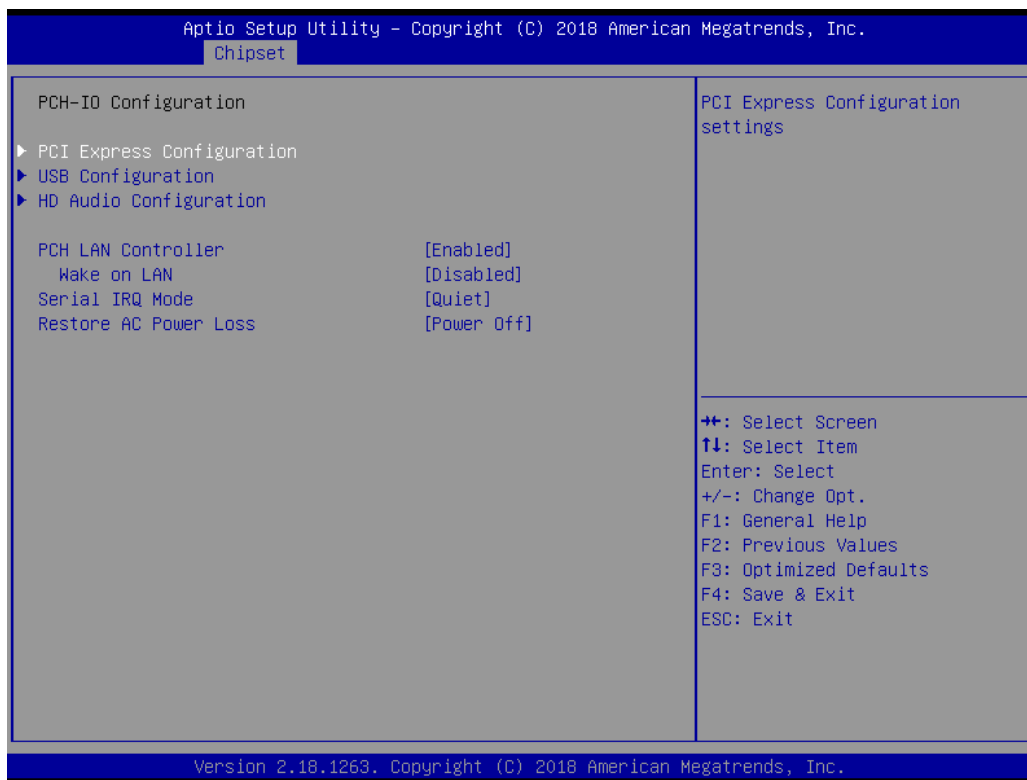 Aptio Setup Utility – Copyright (C) 2018 American Megatrends, Inc.
Chipset
PCH-IO Configuration
PCI Express Configuration
USB Configuration
HD Audio Configuration
PCH LAN Controller [Enabled]
Wake on LAN [Disabled]
Serial IRQ Mode [Quiet]
Restore AC Power Loss [Power Off]
PCI Express Configuration
settings
→←: Select Screen
↑↓: Select Item
Enter: Select
+/-: Change Opt.
F1: General Help
F2: Previous Values
F3: Optimized Defaults
F4: Save & Exit
ESC: Exit
Version 2.18.1263. Copyright (C) 2018 American Megatrends, Inc.